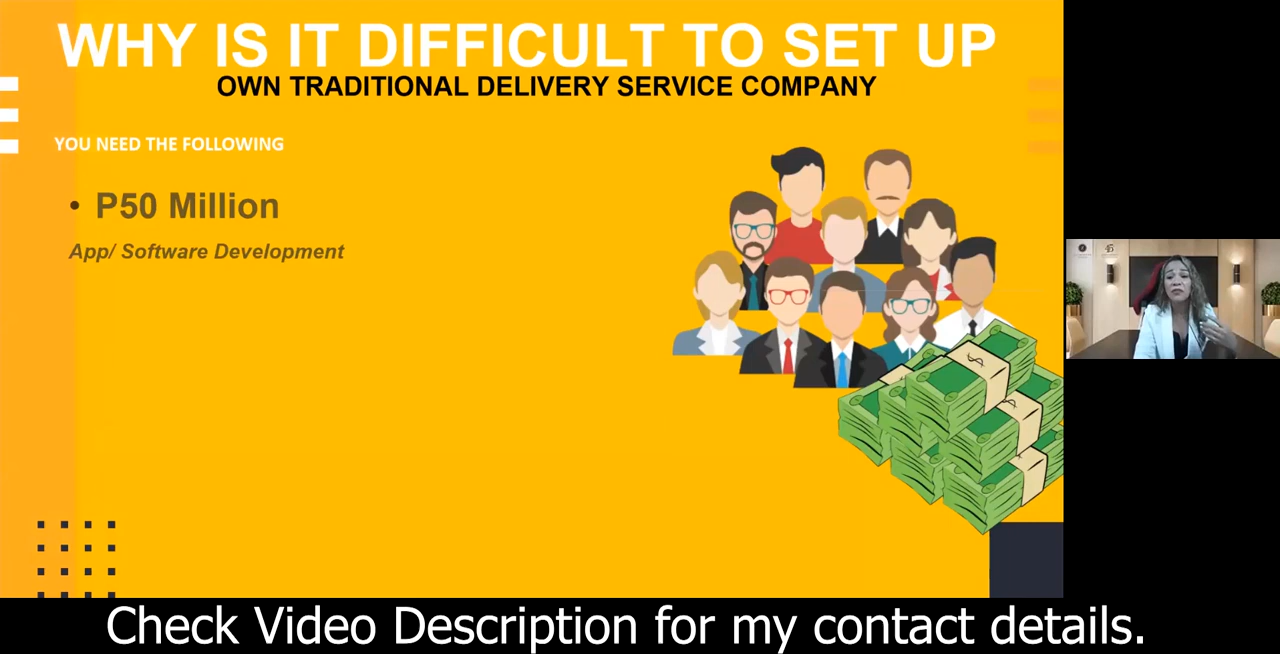 WHY IS IT DIFFICULT TO SET UP
OWN TRADITIONAL DELIVERY SERVICE COMPANY
YOU NEED THE FOLLOWING
• P50 Million
App/ Software Development
Check Video Description for my contact details.